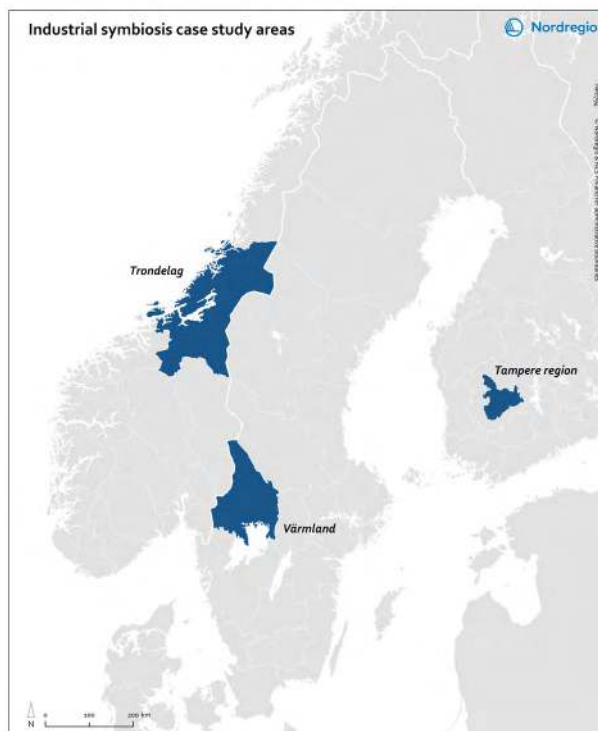 Industrial symbiosis case study areas
Nordregio
Trondelag
Tampere region
Värmland
N
0 100 200 km